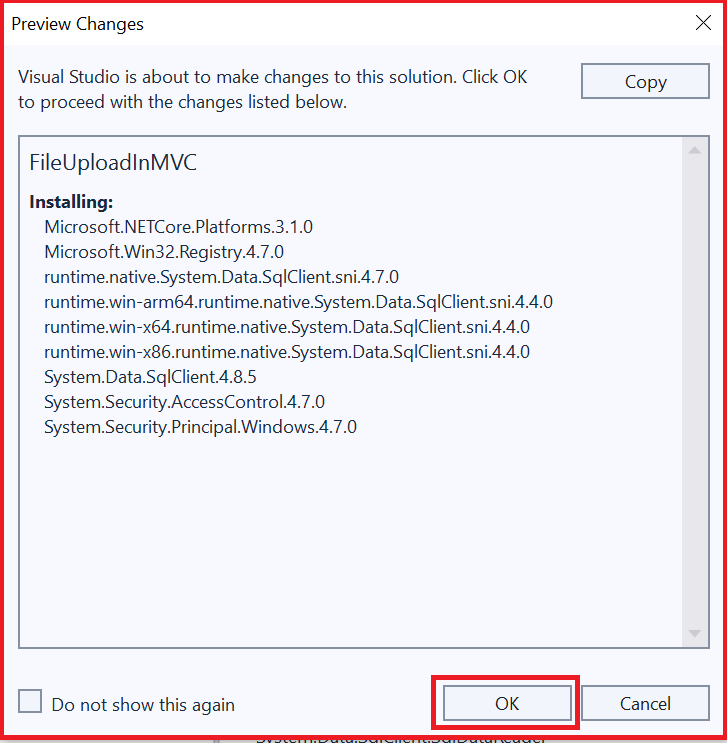 Preview Changes
Visual Studio is about to make changes to this solution. Click OK
to proceed with the changes listed below.
Copy
FileUploadInMVC
Installing:
Microsoft.NETCore.Platforms.3.1.0
Microsoft.Win32.Registry.4.7.0
runtime.native.System.Data.SqlClient.sni.4.7.0
runtime.win-arm64.runtime.native.System.Data.SqlClient.sni.4.4.0
runtime.win-x64.runtime.native.System.Data.SqlClient.sni.4.4.0
runtime.win-x86.runtime.native.System.Data.SqlClient.sni.4.4.0
System.Data.SqlClient.4.8.5
System.Security.AccessControl.4.7.0
System.Security.Principal.Windows.4.7.0
Do not show this again
OK
Cancel
System.Data.SqlClient.SqlDataReader